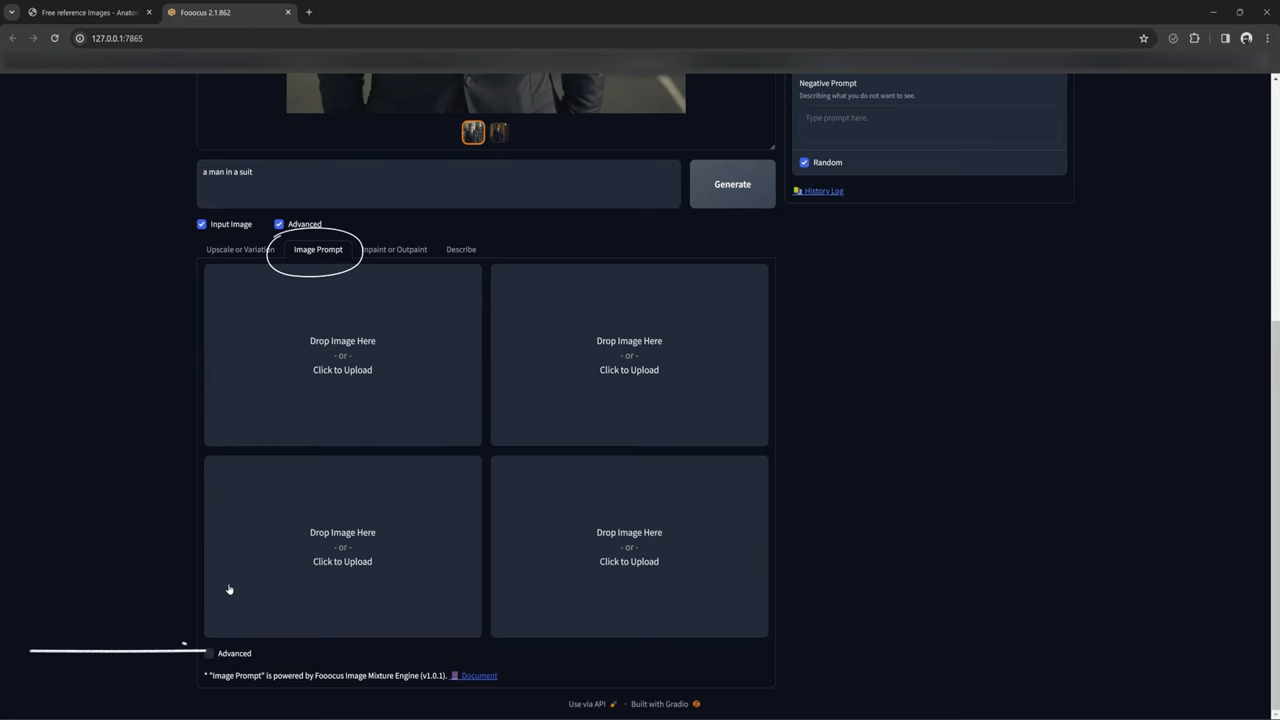 Free reference Images - Anatom
Fooocus 2.1.862
127.0.0.1:7865
Negative Prompt
Describing what you do not want to see.
Type prompt here.
Random
History Log
a man in a suit
Generate
Input Image
Advanced
Upscale or Variation
Image Prompt
Inpaint or Outpaint
Describe
Drop Image Here
- or -
Click to Upload
Drop Image Here
- or -
Click to Upload
Drop Image Here
- or -
Click to Upload
Drop Image Here
- or -
Click to Upload
Advanced
* "Image Prompt" is powered by Fooocus Image Mixture Engine (v1.0.1). Document
Use via API · Built with Gradio